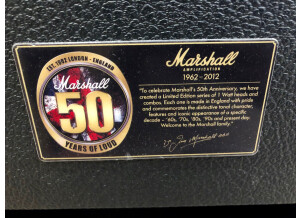 EST. 1962 LONDON - ENGLAND
Marshall
50
YEARS OF LOUD
Marshall
AMPLIFICATION
1962 - 2012
"To celebrate Marshall's 50th Anniversary, we have
created a Limited Edition series of 1 Watt heads and
combos. Each one is made in England with pride
and commemorates the distinctive tonal character,
features and iconic appearance of a specific
decade - '60s, '70s, '80s, '90s and present day.
Welcome to the Marshall family."
Jim Marshall